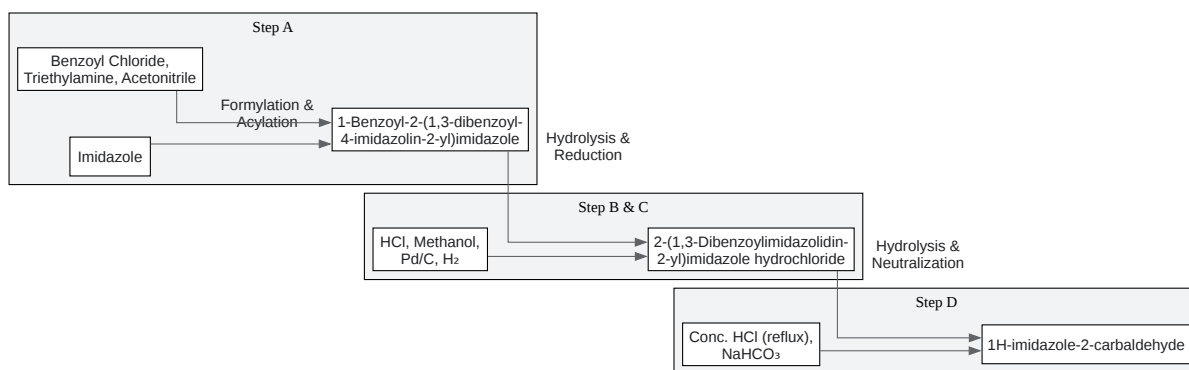 Step A
Benzoyl Chloride,
Triethylamine, Acetonitrile
Formylation &
Acylation
Imidazole
1-Benzoyl-2-(1,3-dibenzoyl-
4-imidazolin-2-yl)imidazole
Hydrolysis &
Reduction
Step B & C
HCl, Methanol,
Pd/C, H₂
2-(1,3-Dibenzoylimidazolidin-
2-yl)imidazole hydrochloride
Hydrolysis &
Neutralization
Step D
Conc. HCl (reflux),
NaHCO₃
1H-imidazole-2-carbaldehyde